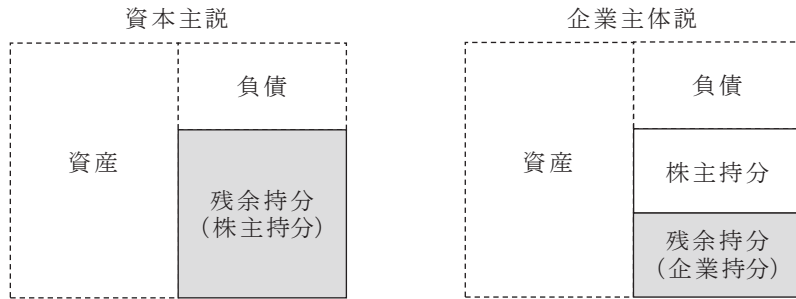 資本主説
資産
負債
残余持分
（株主持分）
企業主体説
資産
負債
株主持分
残余持分
（企業持分）